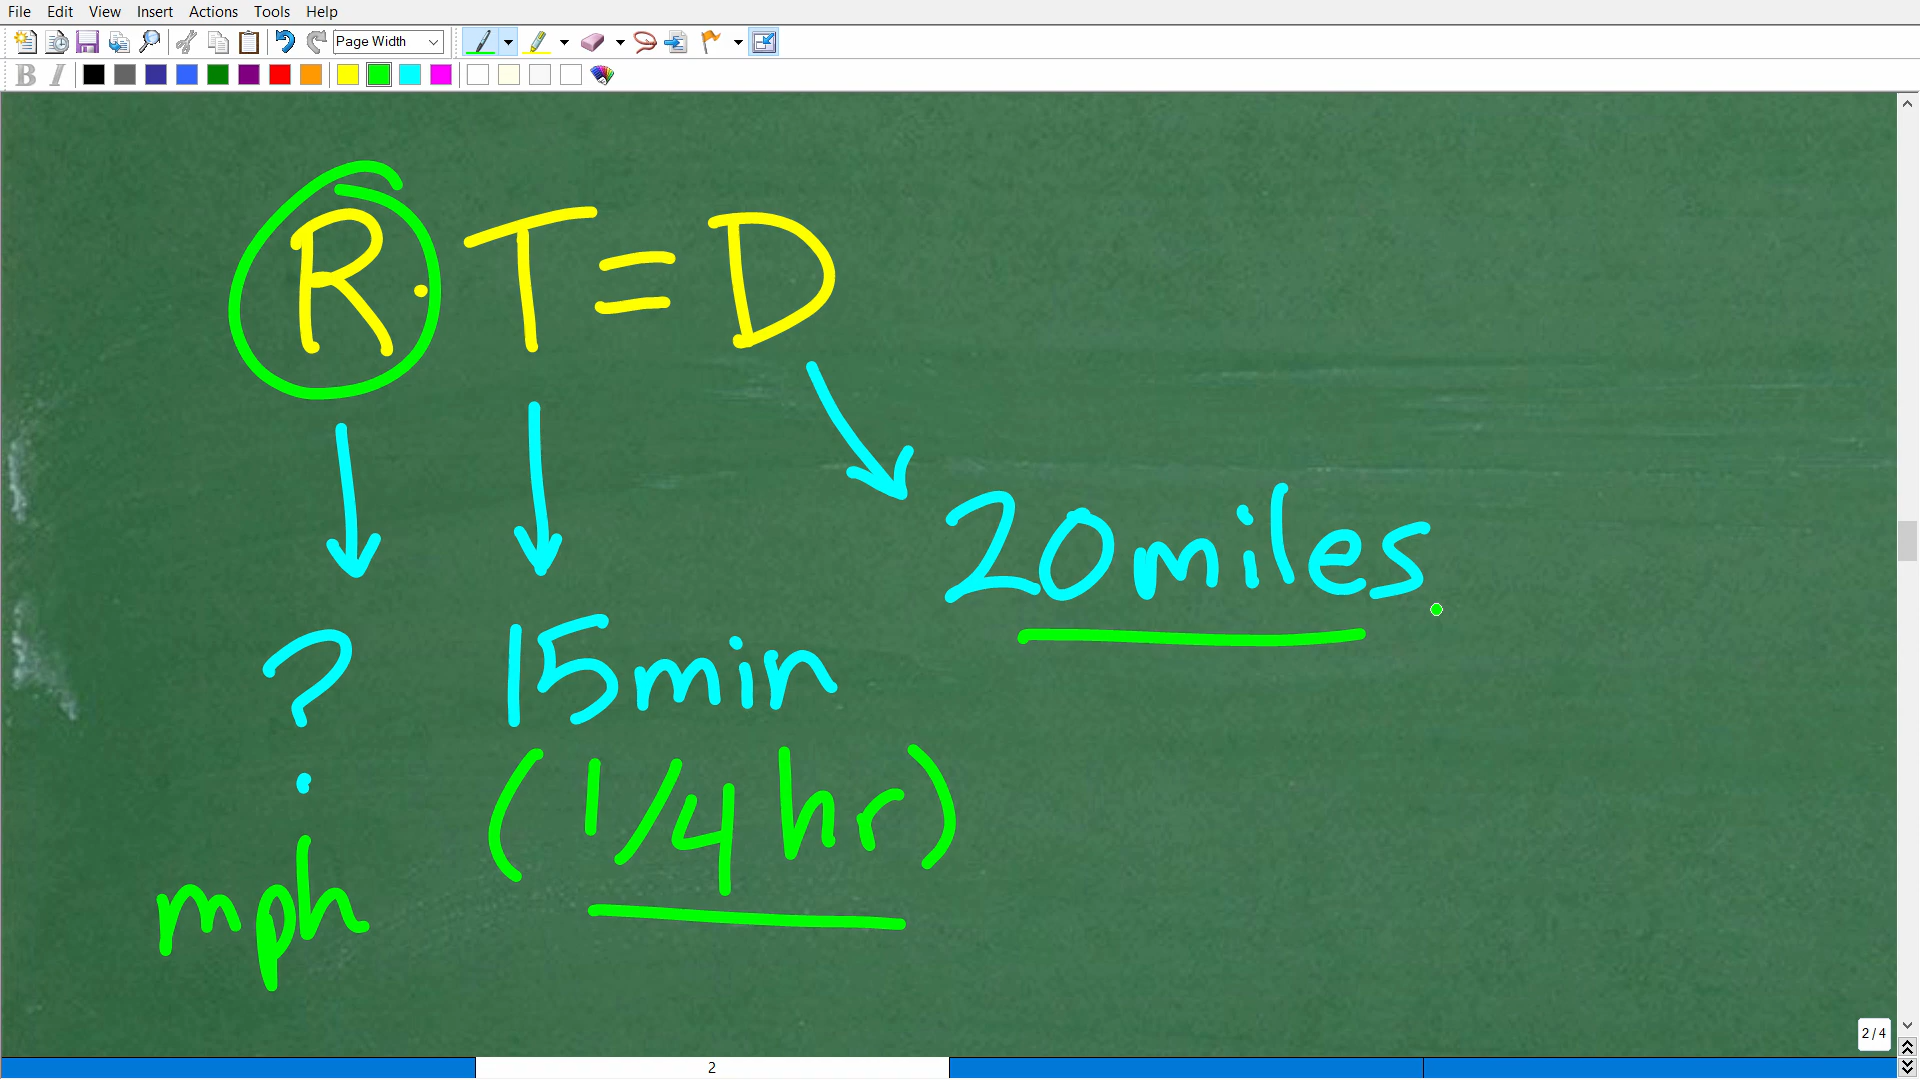 File Edit View Insert Actions Tools Help
Page Width
B I
R · T = D
20 miles
? 15 min
(1/4 hr)
mph
2 / 4
2